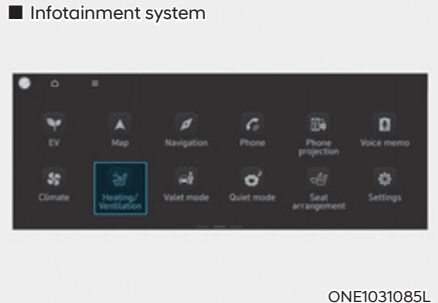 ■ Infotainment system
EV
Map
Navigation
Phone
Phone
projection
Voice memo
Climate
Heating/
Ventilation
Valet mode
Quiet mode
Seat
arrangement
Settings
ONE1031085L